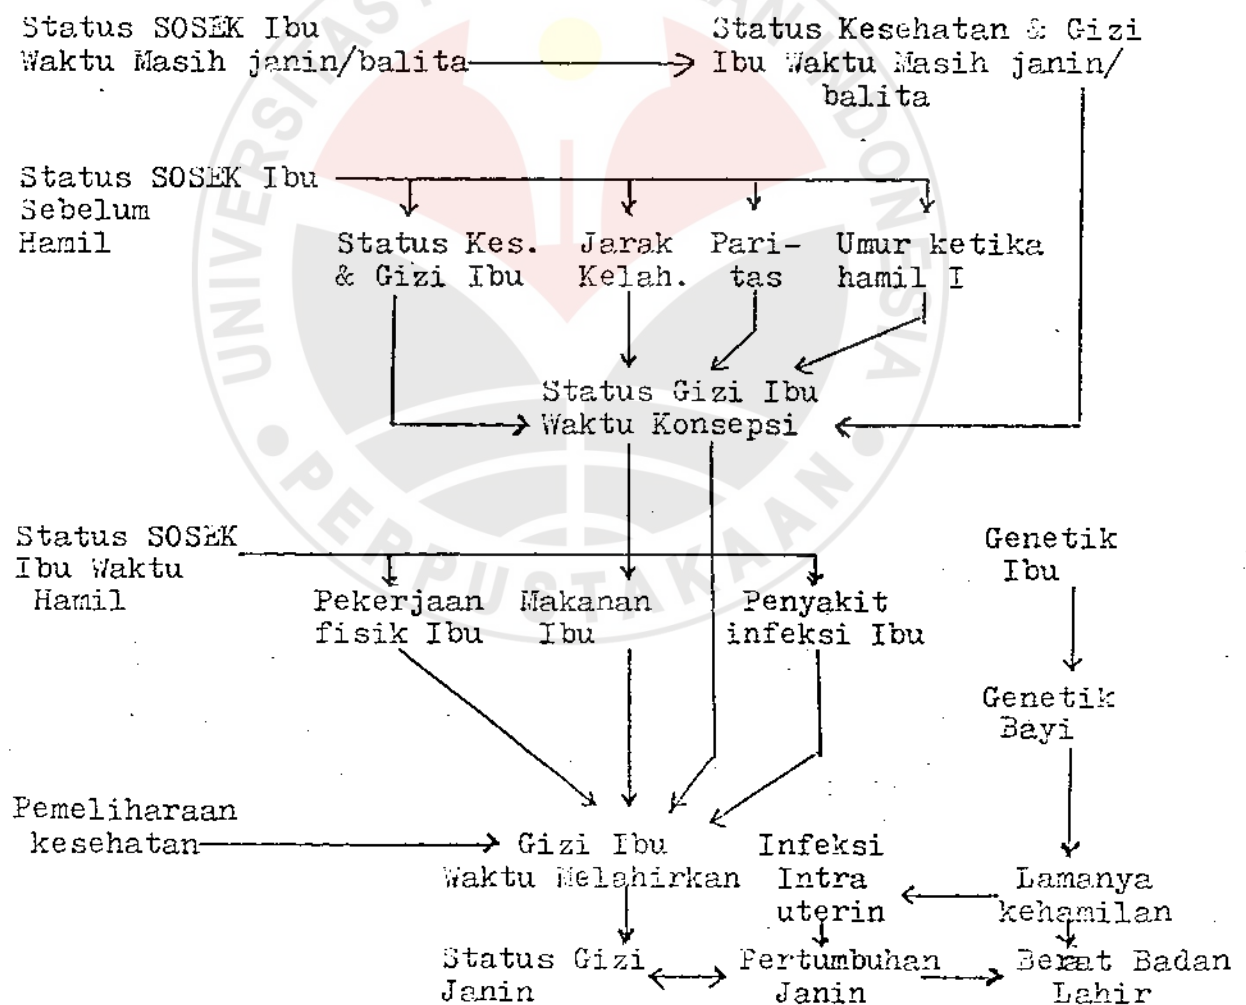 Status SOSEK Ibu
Waktu Masih janin/balita
Status Kesehatan & Gizi
Ibu Waktu Masih janin/
balita
Status SOSEK Ibu
Sebelum
Hamil
Status Kes.
& Gizi Ibu
Jarak
Kelah.
Pari-
tas
Umur ketika
hamil I
Status Gizi Ibu
Waktu Konsepsi
Status SOSEK
Ibu Waktu
Hamil
Pekerjaan
fisik Ibu
Makanan
Ibu
Penyakit
infeksi Ibu
Genetik
Ibu
Genetik
Bayi
Pemeliharaan
kesehatan
Gizi Ibu
Waktu Melahirkan
Infeksi
Intra
uterin
Lamanya
kehamilan
Status Gizi
Janin
Pertumbuhan
Janin
Berat Badan
Lahir
UNIVERSITAS
INDONESIA
PERPUSTAKAAN